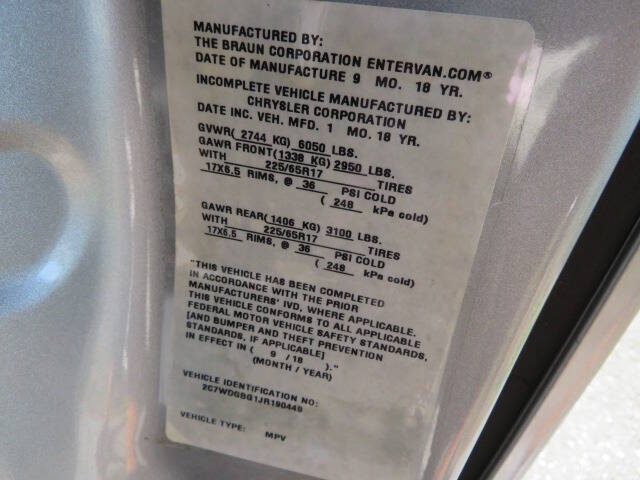 MANUFACTURED BY:
THE BRAUN CORPORATION ENTERVAN.COM®
DATE OF MANUFACTURE 9 MO. 18 YR.
INCOMPLETE VEHICLE MANUFACTURED BY:
CHRYSLER CORPORATION
DATE INC. VEH. MFD. 1 MO. 18 YR.
GVWR(2744 KG) 6050 LBS.
GAWR FRONT(1338 KG) 2950 LBS.
WITH 225/65R17 TIRES
17X6.5 RIMS, @ 36 PSI COLD
(248 kPa cold)
GAWR REAR(1406 KG) 3100 LBS.
WITH 225/65R17 TIRES
17X6.5 RIMS, @ 36 PSI COLD
(248 kPa cold)
"THIS VEHICLE HAS BEEN COMPLETED
IN ACCORDANCE WITH THE PRIOR
MANUFACTURERS' IVD, WHERE APPLICABLE.
THIS VEHICLE CONFORMS TO ALL APPLICABLE
FEDERAL MOTOR VEHICLE SAFETY STANDARDS,
[AND BUMPER AND THEFT PREVENTION
STANDARDS, IF APPLICABLE]
IN EFFECT IN ( 9 /18 )."
(MONTH / YEAR)
VEHICLE IDENTIFICATION NO:
2C7WDGBG1JR190449
VEHICLE TYPE: MPV